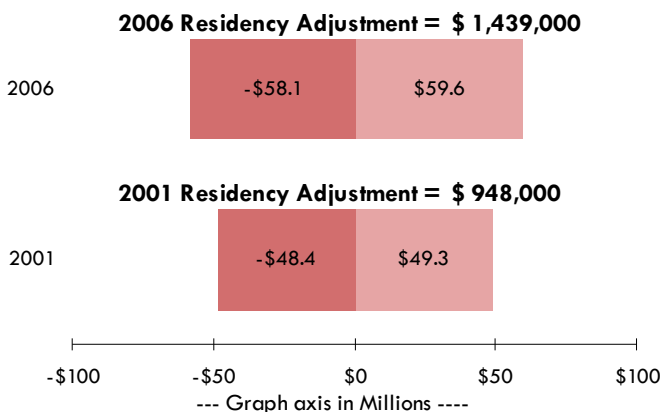 2006 Residency Adjustment = $ 1,439,000
2006 -$58.1 $59.6
2001 Residency Adjustment = $ 948,000
2001 -$48.4 $49.3
-$100 -$50 $0 $50 $100
--- Graph axis in Millions ----